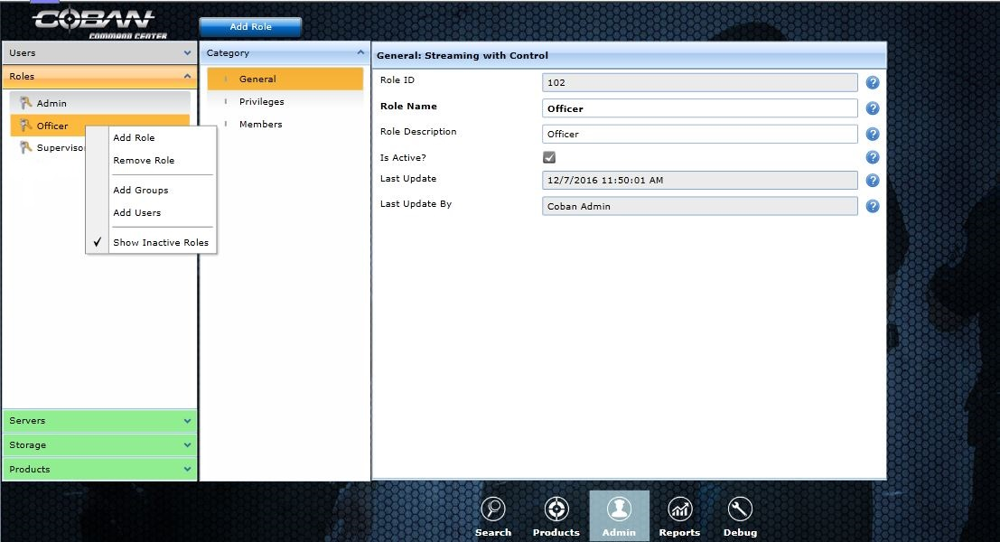 COBAN
COMMAND CENTER
Add Role
Users
Roles
Admin
Officer
Supervisor
Add Role
Remove Role
Add Groups
Add Users
Show Inactive Roles
Servers
Storage
Products
Category
General
Privileges
Members
General: Streaming with Control
Role ID
102
Role Name
Officer
Role Description
Officer
Is Active?
Last Update
12/7/2016 11:50:01 AM
Last Update By
Coban Admin
Search
Products
Admin
Reports
Debug